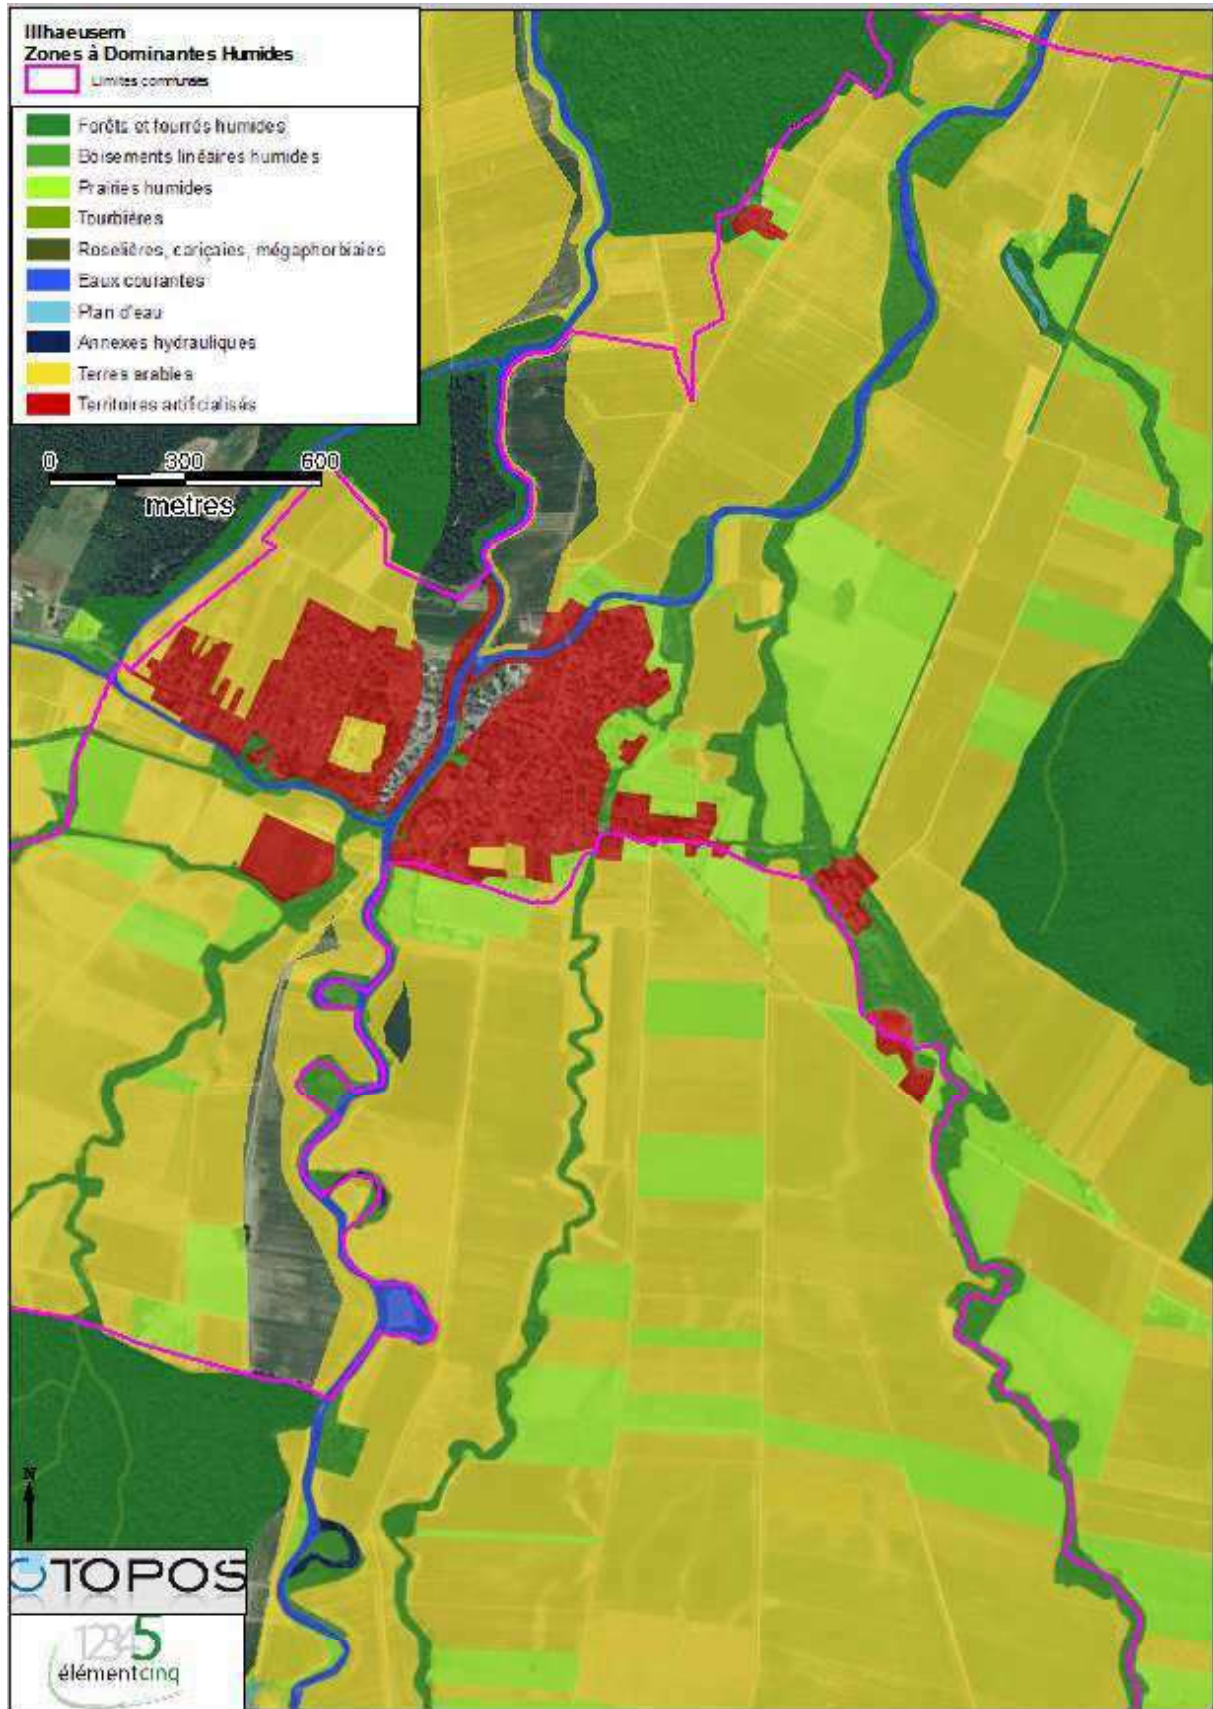 Illhaeusern
Zones à Dominantes Humides
Limites communes
Forêts et fourrés humides
Boisements linéaires humides
Prairies humides
Tourbières
Roselières, cariçaies, mégaphorbiaies
Eaux courantes
Plan d'eau
Annexes hydrauliques
Terres arables
Territoires artificialisés
0 300 600
metres
N
TOPOS
12345
élémentcinq